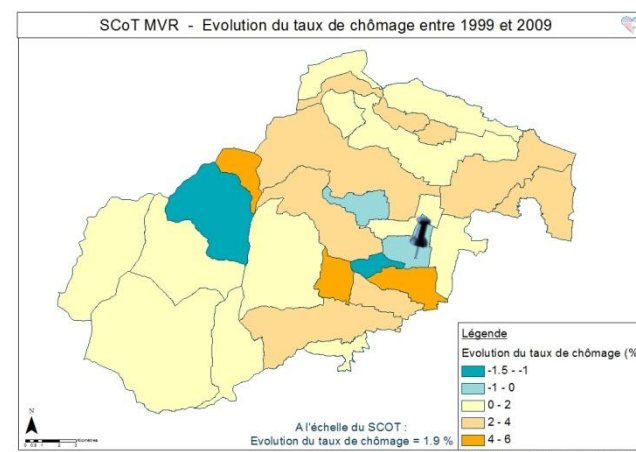 SCoT MVR - Evolution du taux de chômage entre 1999 et 2009
Légende
Evolution du taux de chômage (%
-1.5 - -1
-1 - 0
0 - 2
2 - 4
4 - 6
N
A l'échelle du SCOT :
Evolution du taux de chômage = 1.9 %